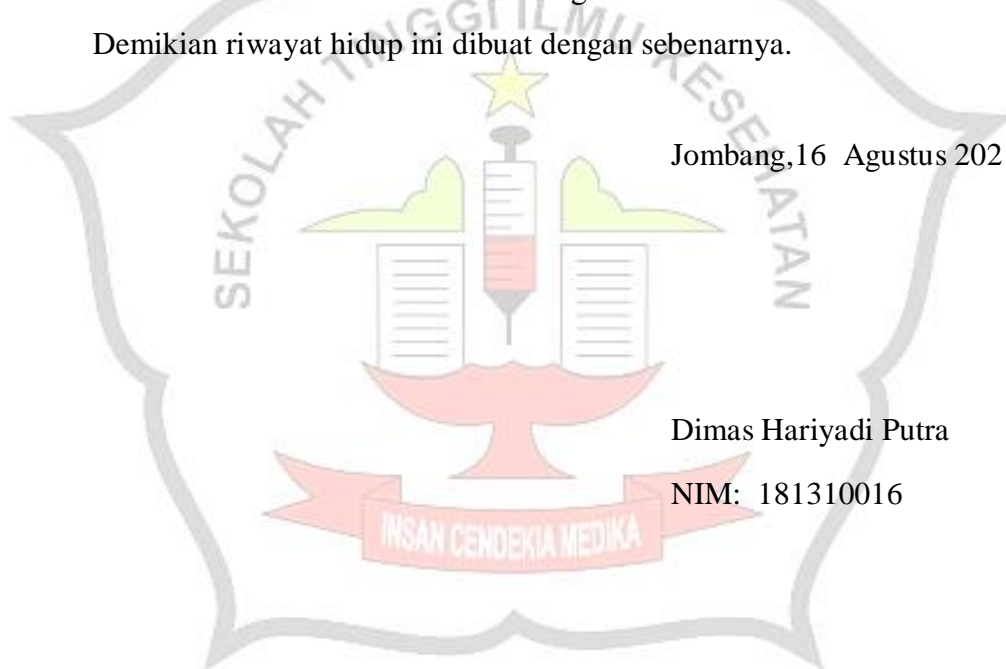 SEKOLAH TINGGI ILMU KESEHATAN
Demikian riwayat hidup ini dibuat dengan sebenarnya.
Jombang,16 Agustus 202
Dimas Hariyadi Putra
NIM: 181310016
INSAN CENDEKIA MEDIKA